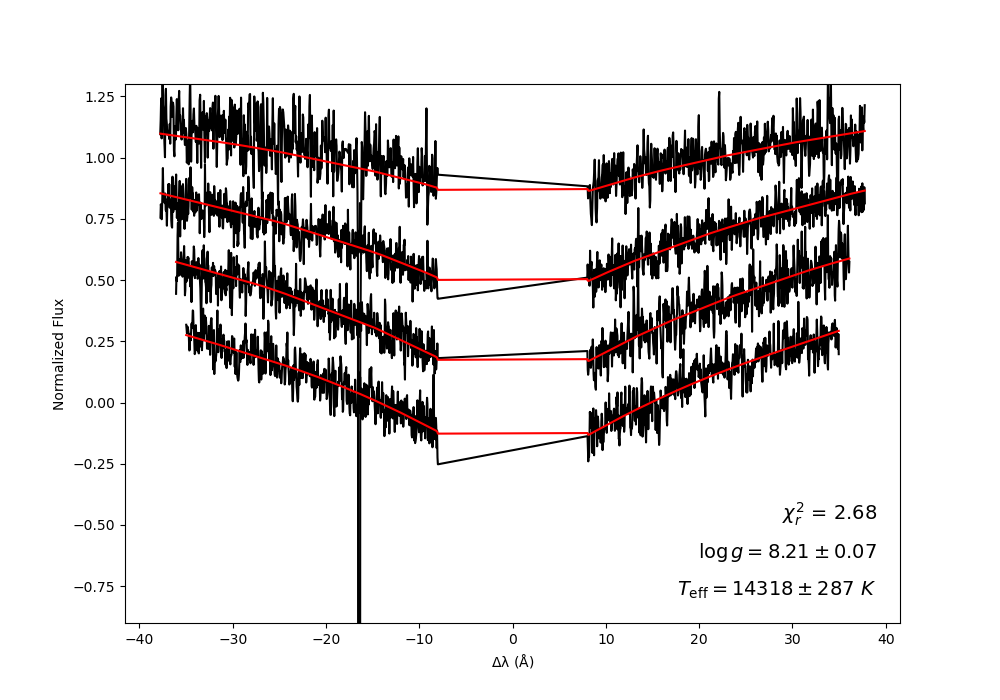 1.25
1.00
0.75
0.50
0.25
0.00
−0.25
−0.50
−0.75
Normalized Flux
χ²ᵣ = 2.68
log g = 8.21 ± 0.07
T_eff = 14318 ± 287 K
−40 −30 −20 −10 0 10 20 30 40
Δλ (Å)